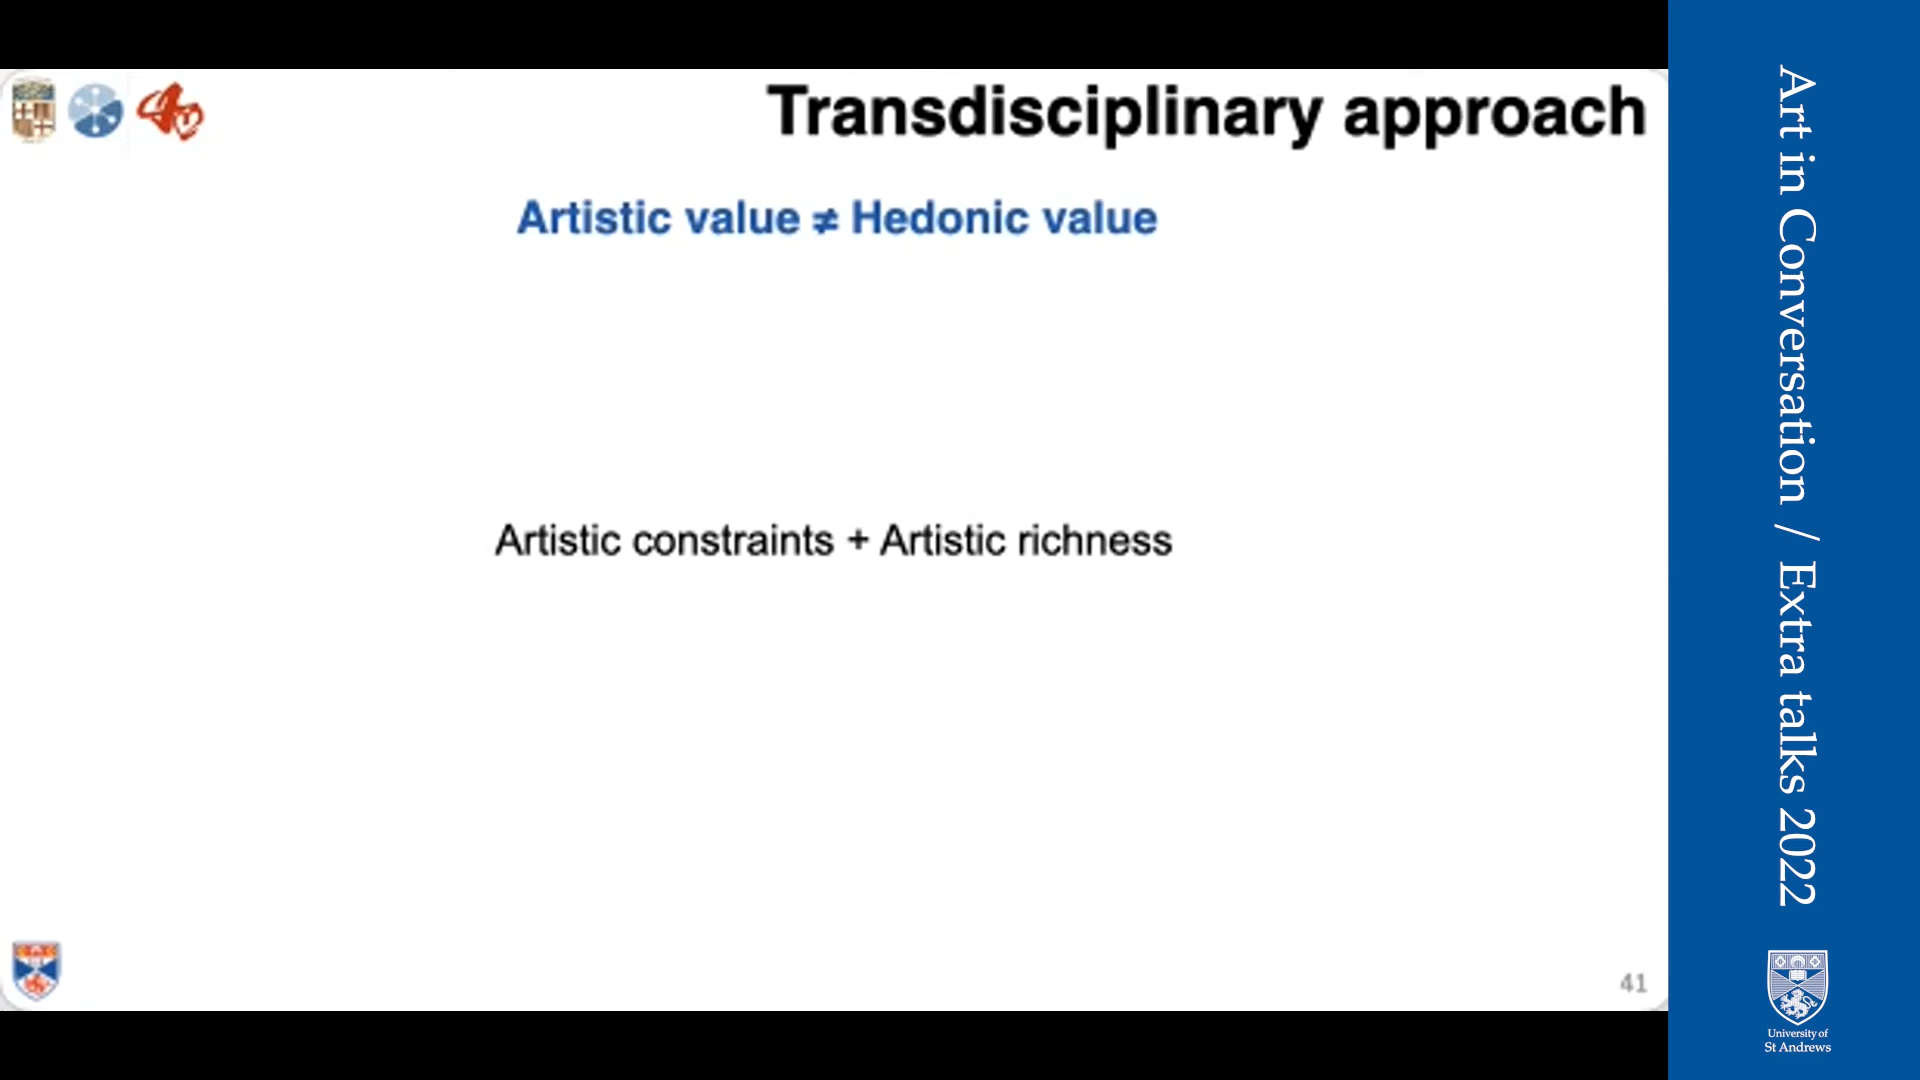 Transdisciplinary approach
Artistic value ≠ Hedonic value
Artistic constraints + Artistic richness
41
Art in Conversation / Extra talks 2022
University of
St Andrews